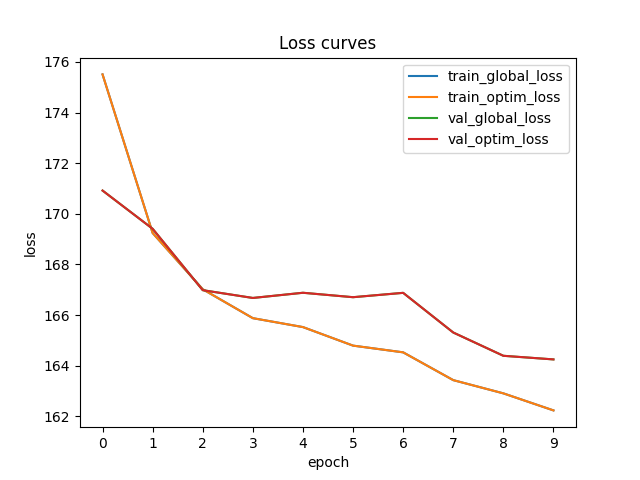 Loss curves
176
174
172
170
168
166
164
162
loss
train_global_loss
train_optim_loss
val_global_loss
val_optim_loss
0 1 2 3 4 5 6 7 8 9
epoch